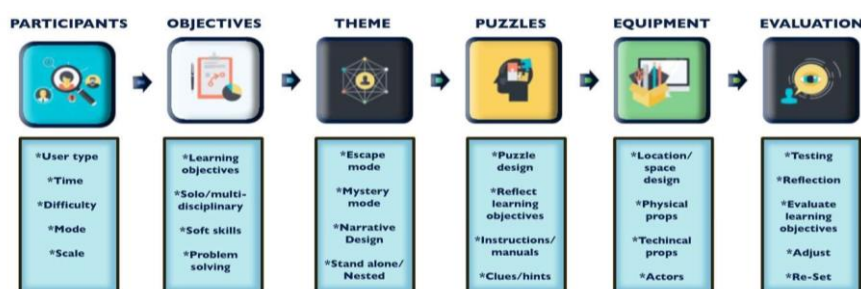 PARTICIPANTS
OBJECTIVES
THEME
PUZZLES
EQUIPMENT
EVALUATION
*User type
*Time
*Difficulty
*Mode
*Scale
*Learning
objectives
*Solo/multi-
disciplinary
*Soft skills
*Problem
solving
*Escape
mode
*Mystery
mode
*Narrative
Design
*Stand alone/
Nested
*Puzzle
design
*Reflect
learning
objectives
*Instructions/
manuals
*Clues/hints
*Location/
space
design
*Physical
props
*Techincal
props
*Actors
*Testing
*Reflection
*Evaluate
learning
objectives
*Adjust
*Re-Set